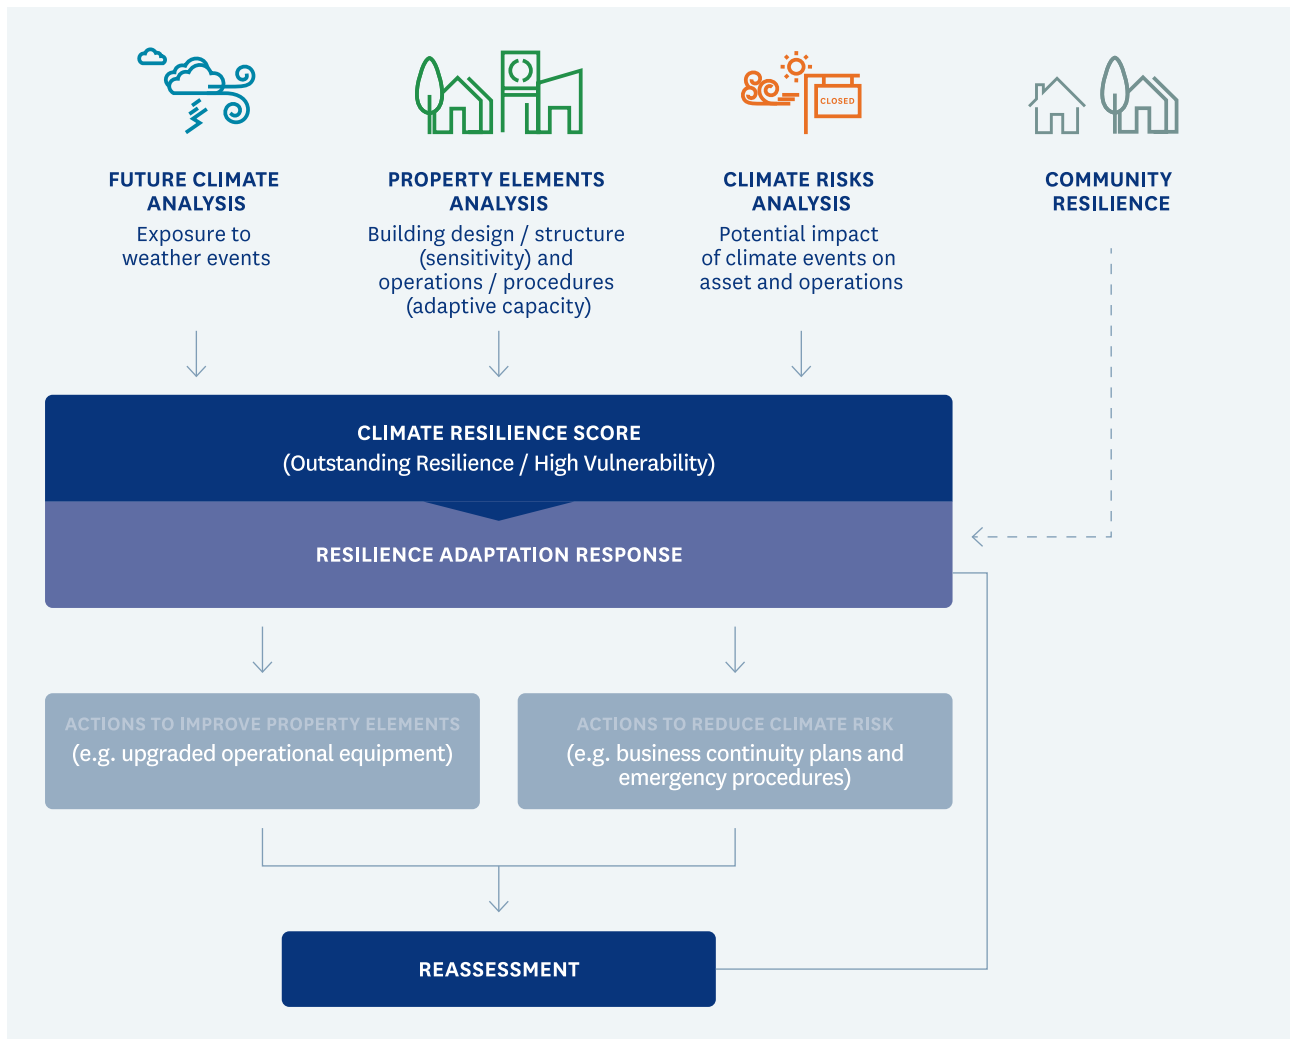 CLOSED
FUTURE CLIMATE
ANALYSIS
Exposure to
weather events
PROPERTY ELEMENTS
ANALYSIS
Building design / structure
(sensitivity) and
operations / procedures
(adaptive capacity)
CLIMATE RISKS
ANALYSIS
Potential impact
of climate events on
asset and operations
COMMUNITY
RESILIENCE
CLIMATE RESILIENCE SCORE
(Outstanding Resilience / High Vulnerability)
RESILIENCE ADAPTATION RESPONSE
ACTIONS TO IMPROVE PROPERTY ELEMENTS
(e.g. upgraded operational equipment)
ACTIONS TO REDUCE CLIMATE RISK
(e.g. business continuity plans and
emergency procedures)
REASSESSMENT